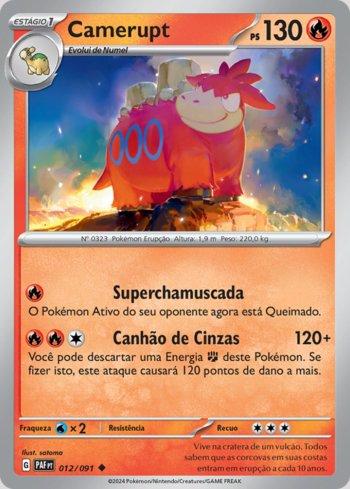 ESTÁGIO 1
Camerupt
PS 130
Evolui de Numel
Nº 0323 Pokémon Erupção Altura: 1,9 m Peso: 220,0 kg
Superchamuscada
O Pokémon Ativo do seu oponente agora está Queimado.
Canhão de Cinzas 120+
Você pode descartar uma Energia deste Pokémon. Se
fizer isto, este ataque causará 120 pontos de dano a mais.
Fraqueza ×2 Resistência Recuo
Ilust. satoma
G PAF PT 012/091
Vive na cratera de um vulcão. Todos
sabem que as corcovas em suas costas
entram em erupção a cada 10 anos.
©2024 Pokémon/Nintendo/Creatures/GAME FREAK